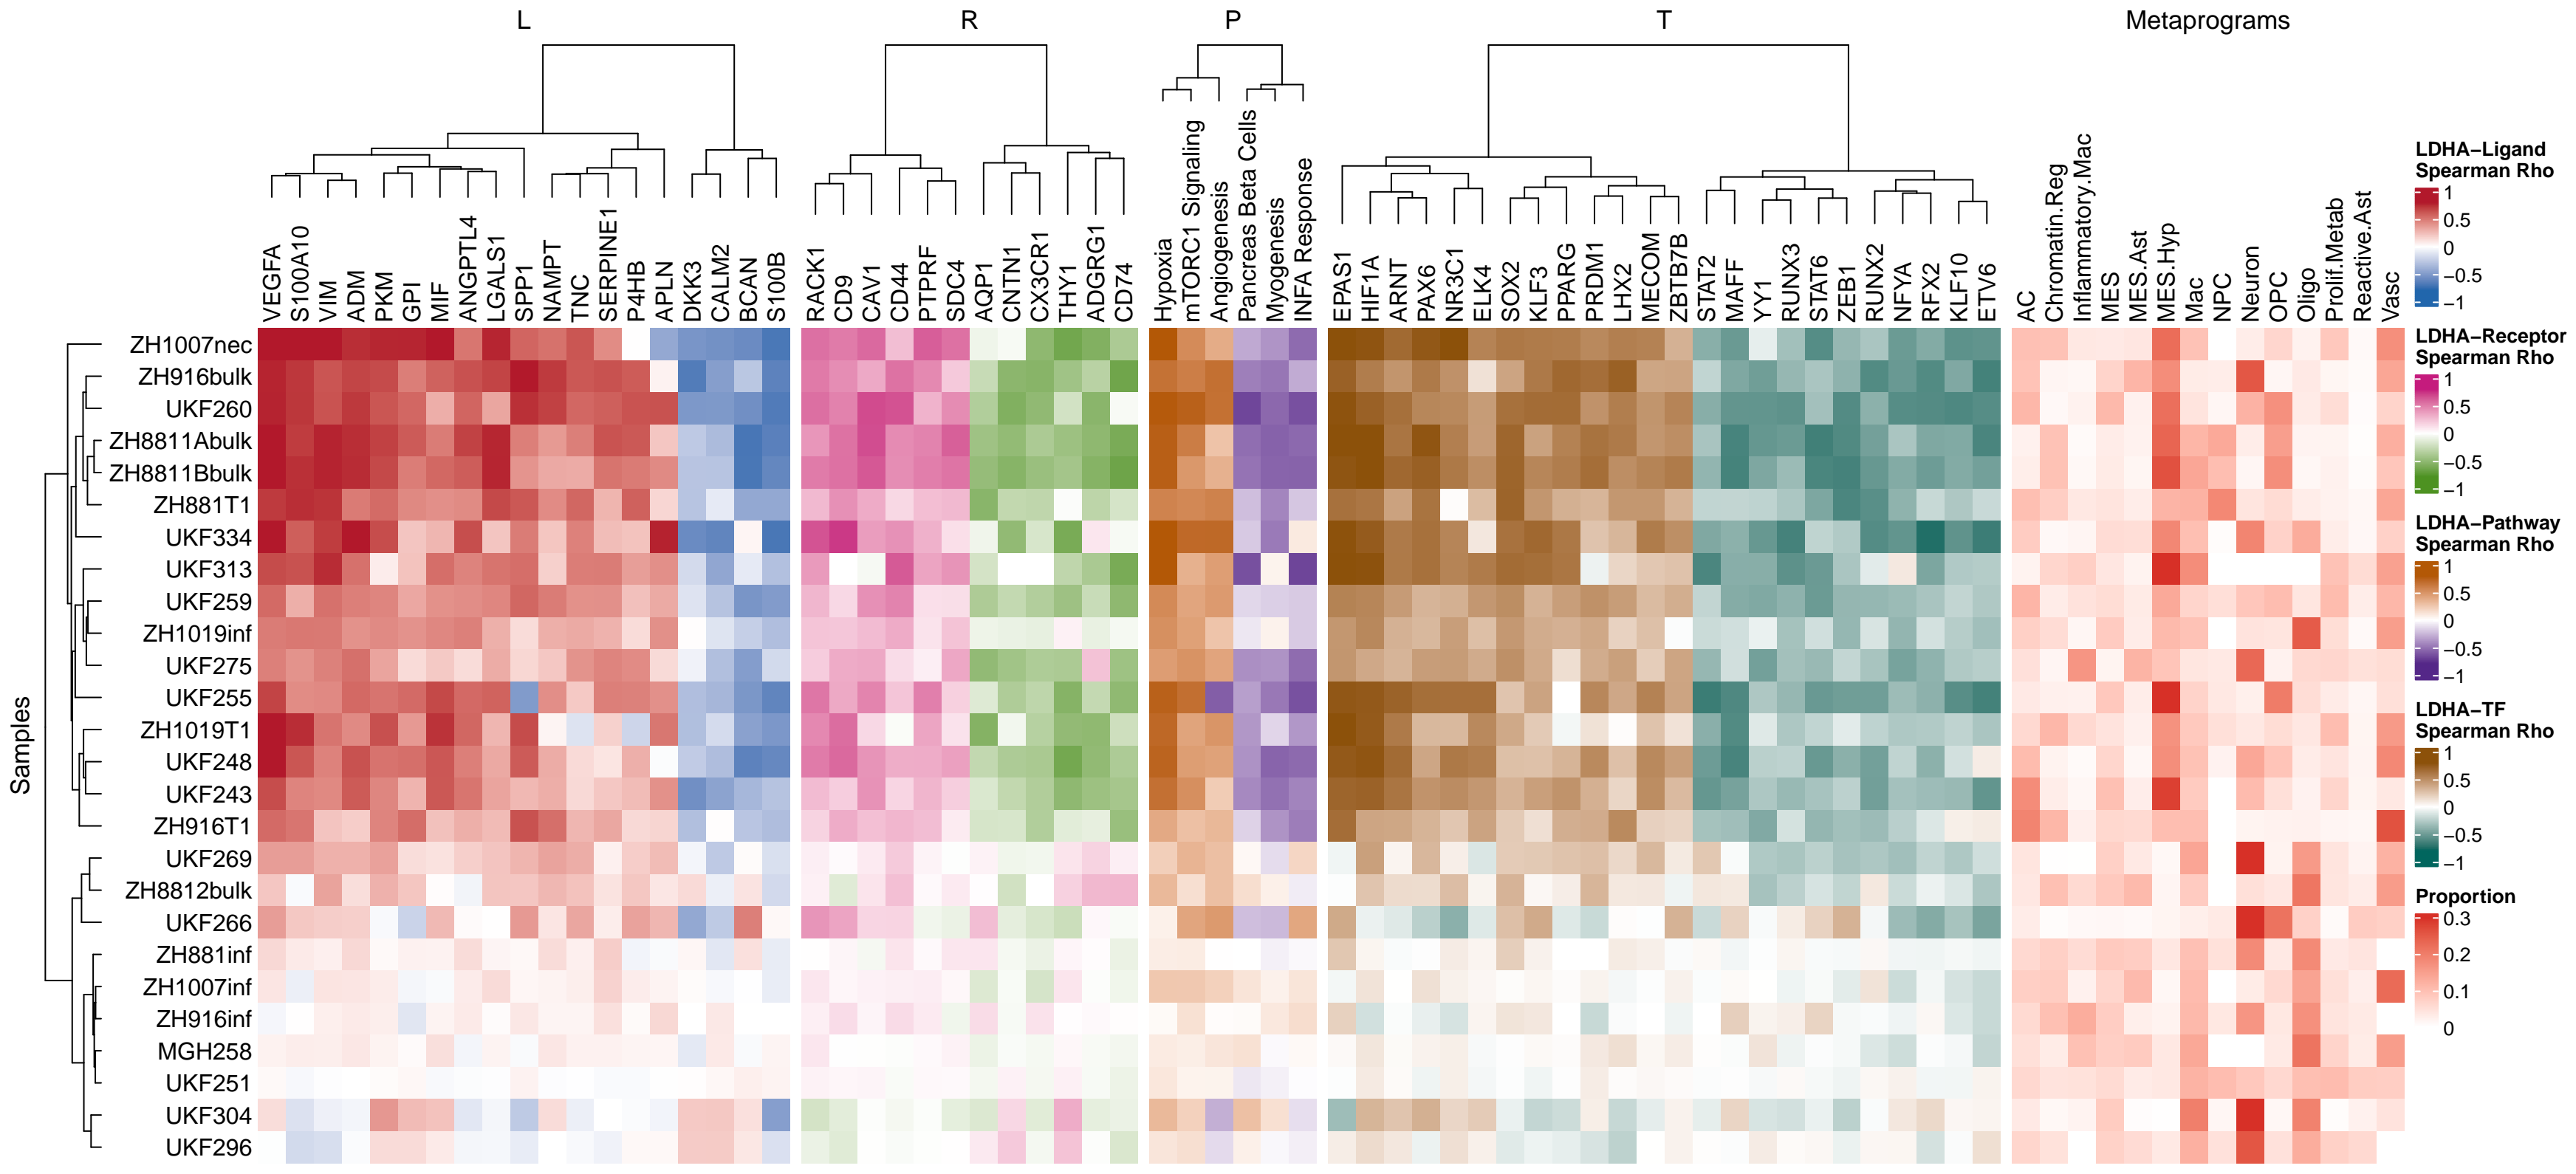 L
R
P
T
Metaprograms
VEGFA
S100A10
VIM
ADM
PKM
GPI
MIF
ANGPTL4
LGALS1
SPP1
NAMPT
TNC
SERPINE1
P4HB
APLN
DKK3
CALM2
BCAN
S100B
RACK1
CD9
CAV1
CD44
PTPRF
SDC4
AQP1
CNTN1
CX3CR1
THY1
ADGRG1
CD74
Hypoxia
mTORC1 Signaling
Angiogenesis
Pancreas Beta Cells
Myogenesis
INFA Response
EPAS1
HIF1A
ARNT
PAX6
NR3C1
ELK4
SOX2
KLF3
PPARG
PRDM1
LHX2
MECOM
ZBTB7B
STAT2
MAFF
YY1
RUNX3
STAT6
ZEB1
RUNX2
NFYA
RFX2
KLF10
ETV6
AC
Chromatin.Reg
Inflammatory.Mac
MES
MES.Ast
MES.Hyp
Mac
NPC
Neuron
OPC
Oligo
Prolif.Metab
Reactive.Ast
Vasc
Samples
ZH1007nec
ZH916bulk
UKF260
ZH8811Abulk
ZH8811Bbulk
ZH881T1
UKF334
UKF313
UKF259
ZH1019inf
UKF275
UKF255
ZH1019T1
UKF248
UKF243
ZH916T1
UKF269
ZH8812bulk
UKF266
ZH881inf
ZH1007inf
ZH916inf
MGH258
UKF251
UKF304
UKF296
LDHA−Ligand
Spearman Rho
1
0.5
0
−0.5
−1
LDHA−Receptor
Spearman Rho
1
0.5
0
−0.5
−1
LDHA−Pathway
Spearman Rho
1
0.5
0
−0.5
−1
LDHA−TF
Spearman Rho
1
0.5
0
−0.5
−1
Proportion
0.3
0.2
0.1
0